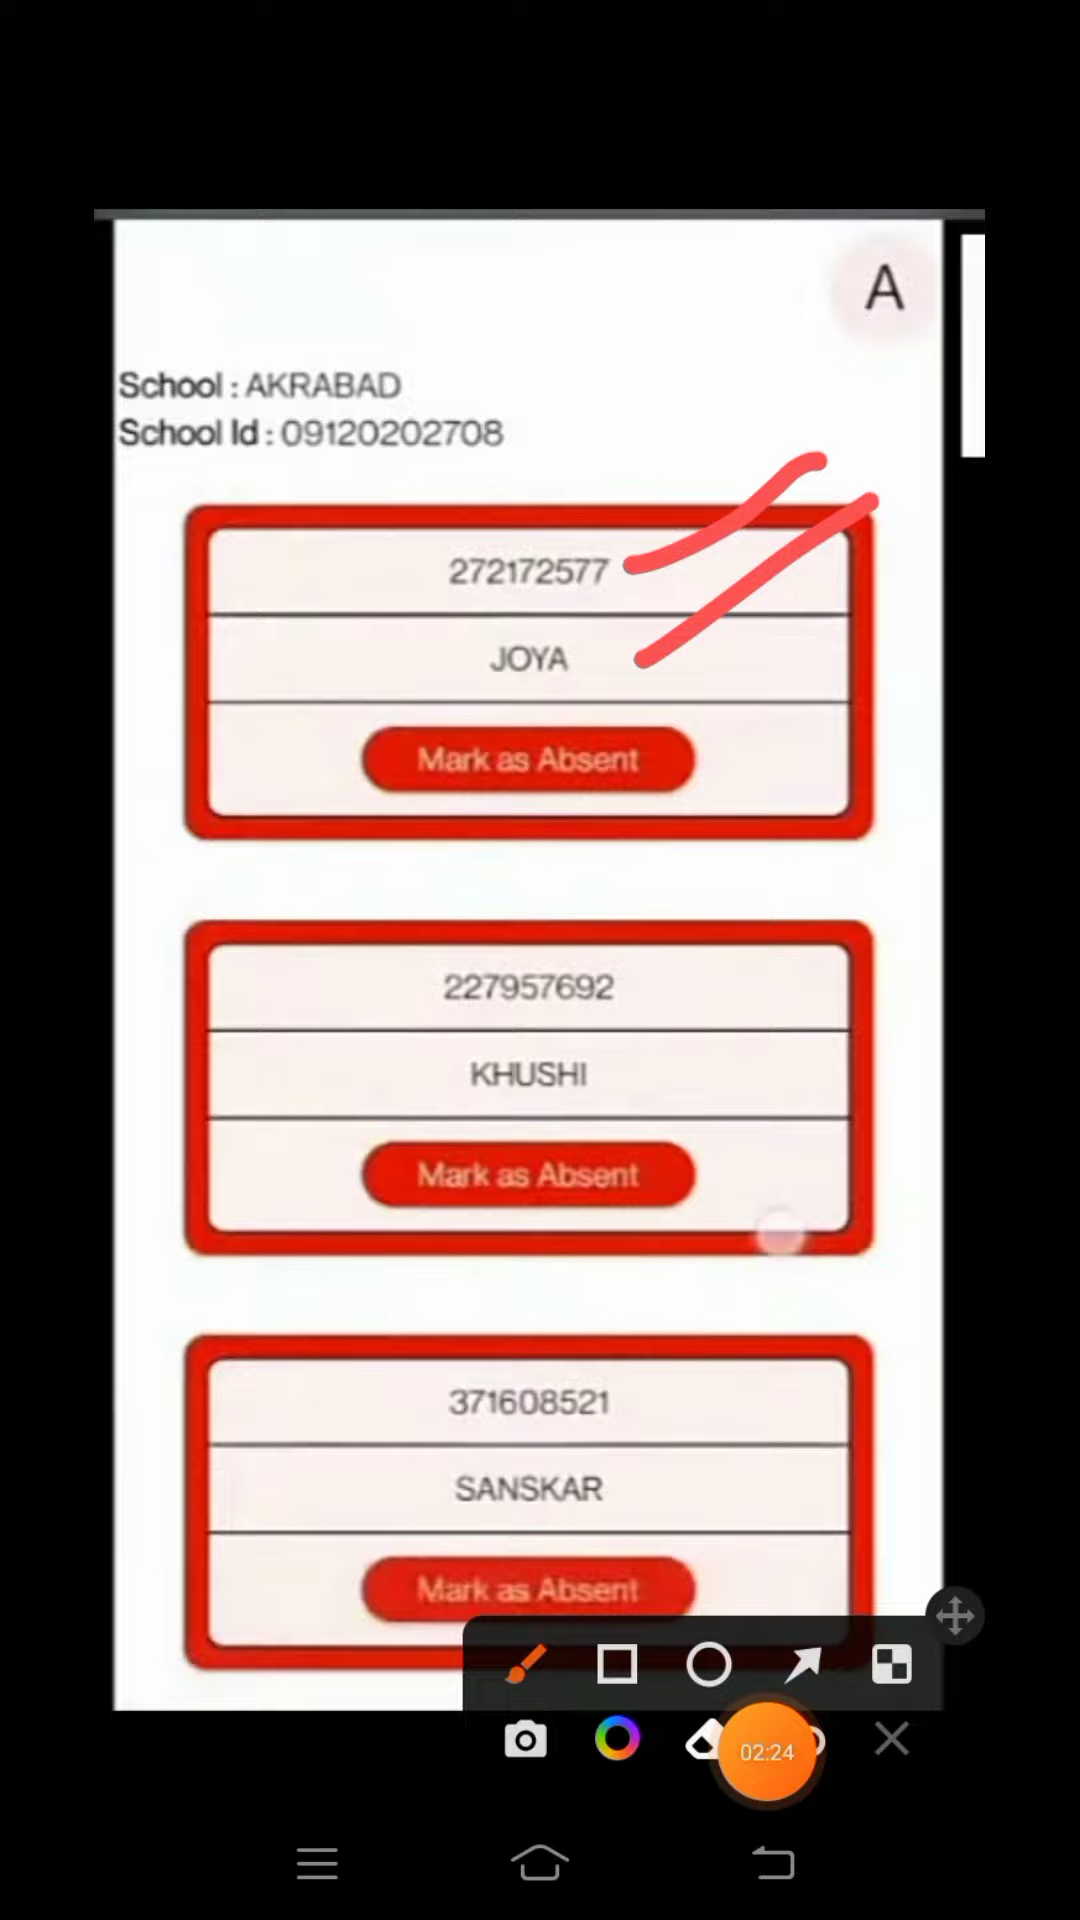 A
School : AKRABAD
School Id : 09120202708
272172577
JOYA
Mark as Absent
227957692
KHUSHI
Mark as Absent
371608521
SANSKAR
Mark as Absent
02:24